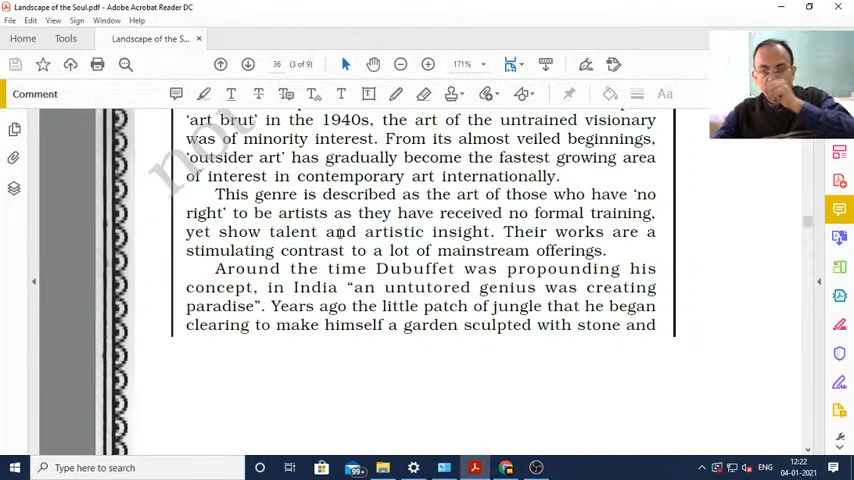 Landscape of the Soul.pdf - Adobe Acrobat Reader DC
File Edit View Sign Window Help
Home Tools Landscape of the S... ×
36 (3 of 9) 171%
Comment
'art brut' in the 1940s, the art of the untrained visionary
was of minority interest. From its almost veiled beginnings,
'outsider art' has gradually become the fastest growing area
of interest in contemporary art internationally.
This genre is described as the art of those who have 'no
right' to be artists as they have received no formal training,
yet show talent and artistic insight. Their works are a
stimulating contrast to a lot of mainstream offerings.
Around the time Dubuffet was propounding his
concept, in India "an untutored genius was creating
paradise". Years ago the little patch of jungle that he began
clearing to make himself a garden sculpted with stone and
not
Type here to search
99+
ENG
12:22
04-01-2021